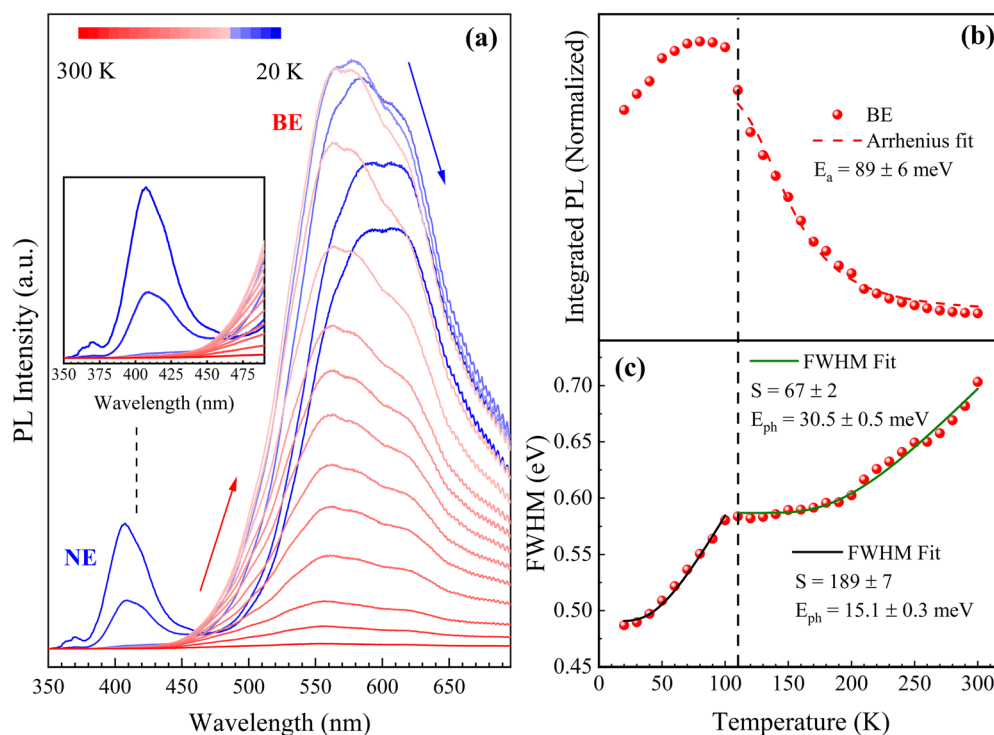 (a)
300 K 20 K
BE
NE
PL Intensity (a.u.)
350 400 450 500 550 600 650
Wavelength (nm)
350 375 400 425 450 475
Wavelength (nm)
(b)
Integrated PL (Normalized)
BE
Arrhenius fit
Eₐ = 89 ± 6 meV
(c)
FWHM (eV)
0.70
0.65
0.60
0.55
0.50
0.45
FWHM Fit
S = 67 ± 2
E_ph = 30.5 ± 0.5 meV
FWHM Fit
S = 189 ± 7
E_ph = 15.1 ± 0.3 meV
0 50 100 150 200 250 300
Temperature (K)